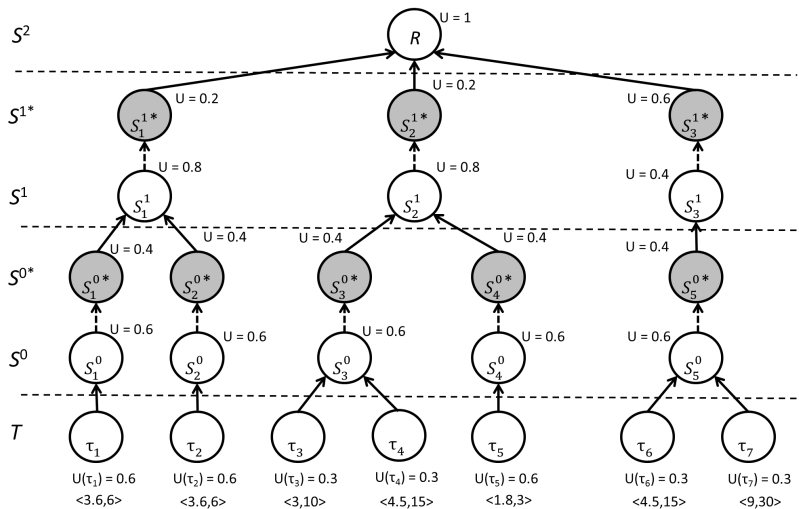 U = 1
S² R
U = 0.2 U = 0.2 U = 0.6
S¹* S₁¹* S₂¹* S₃¹*
U = 0.8 U = 0.8 U = 0.4
S¹ S₁¹ S₂¹ S₃¹
U = 0.4 U = 0.4 U = 0.4 U = 0.4 U = 0.4
S⁰* S₁⁰* S₂⁰* S₃⁰* S₄⁰* S₅⁰*
U = 0.6 U = 0.6 U = 0.6 U = 0.6 U = 0.6
S⁰ S₁⁰ S₂⁰ S₃⁰ S₄⁰ S₅⁰
T τ₁ τ₂ τ₃ τ₄ τ₅ τ₆ τ₇
U(τ₁) = 0.6 U(τ₂) = 0.6 U(τ₃) = 0.3 U(τ₄) = 0.3 U(τ₅) = 0.6 U(τ₆) = 0.3 U(τ₇) = 0.3
<3.6,6> <3.6,6> <3,10> <4.5,15> <1.8,3> <4.5,15> <9,30>